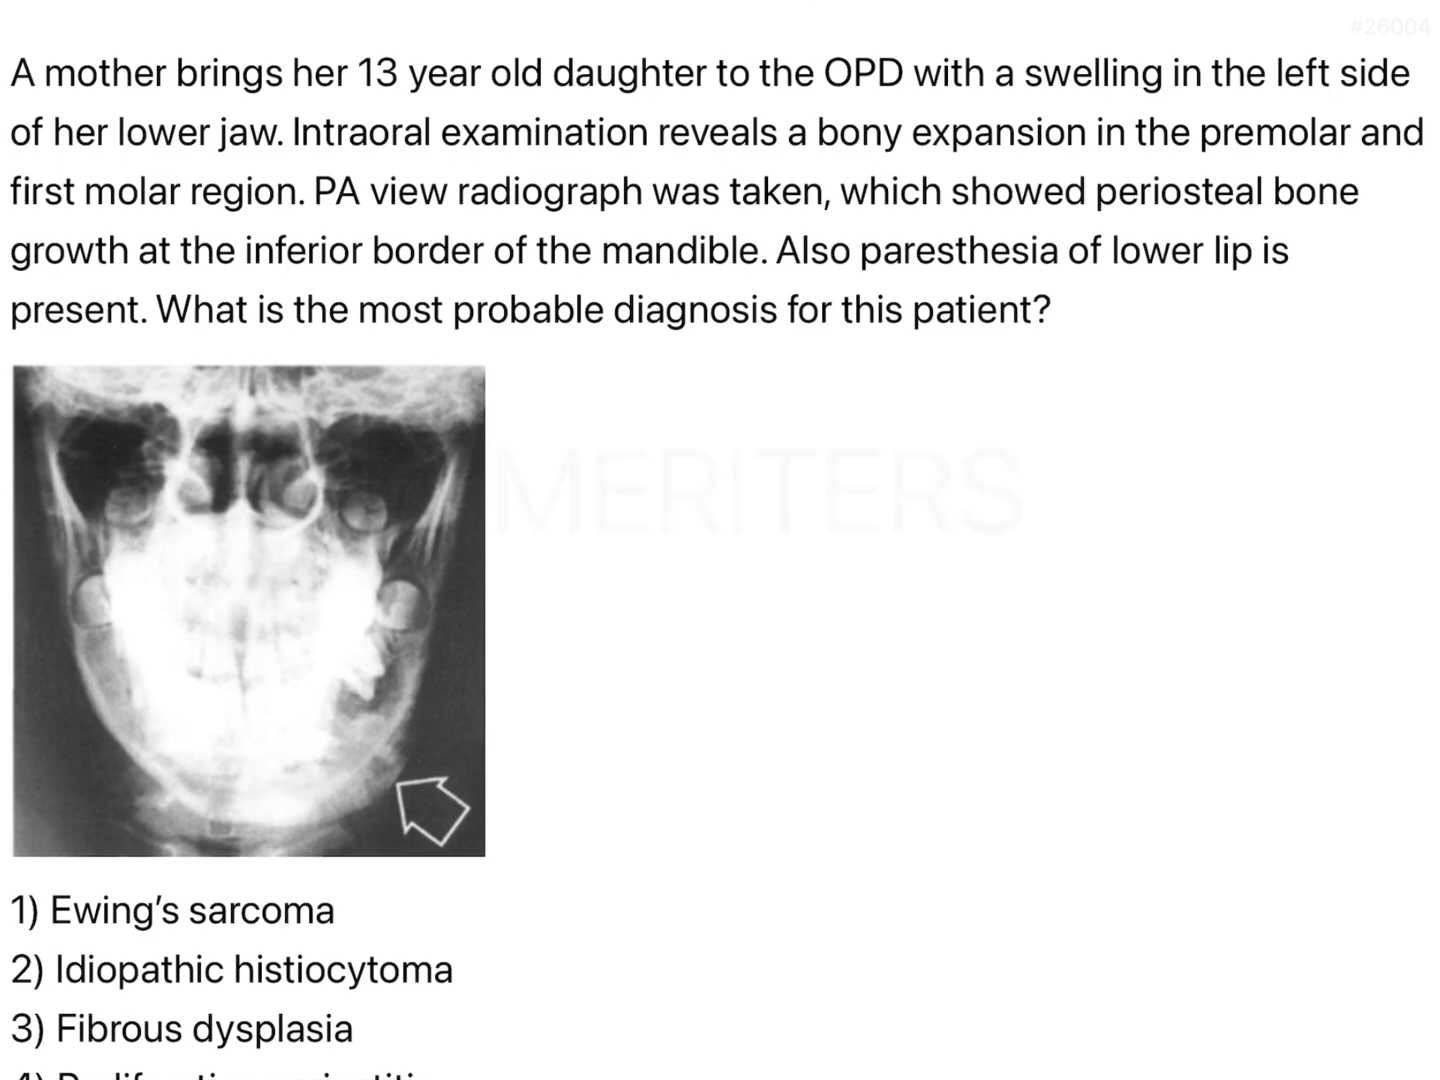 #26004
A mother brings her 13 year old daughter to the OPD with a swelling in the left side
of her lower jaw. Intraoral examination reveals a bony expansion in the premolar and
first molar region. PA view radiograph was taken, which showed periosteal bone
growth at the inferior border of the mandible. Also paresthesia of lower lip is
present. What is the most probable diagnosis for this patient?
MERITERS
1) Ewing’s sarcoma
2) Idiopathic histiocytoma
3) Fibrous dysplasia